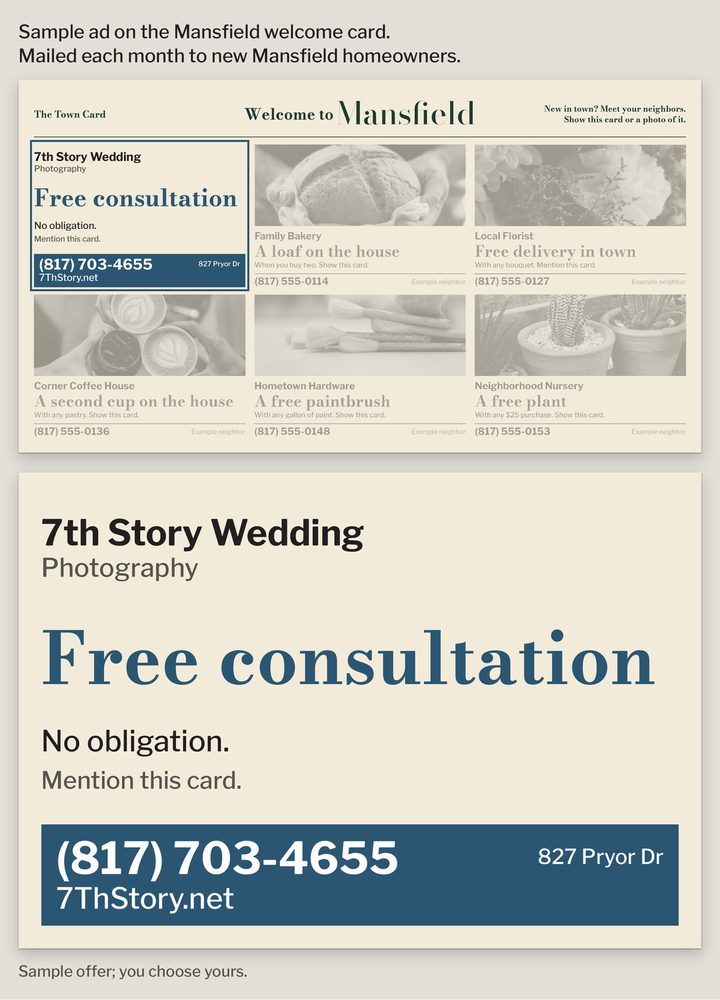 Sample ad on the Mansfield welcome card.
Mailed each month to new Mansfield homeowners.
The Town Card
Welcome to Mansfield
New in town? Meet your neighbors.
Show this card or a photo of it.
7th Story Wedding
Photography
Free consultation
No obligation.
Mention this card.
(817) 703-4655
827 Pryor Dr
7ThStory.net
Family Bakery
A loaf on the house
When you buy two. Show this card.
(817) 555-0114
Example neighbor
Local Florist
Free delivery in town
With any bouquet. Mention this card.
(817) 555-0127
Example neighbor
Corner Coffee House
A second cup on the house
With any pastry. Show this card.
(817) 555-0136
Example neighbor
Hometown Hardware
A free paintbrush
With any gallon of paint. Show this card.
(817) 555-0148
Example neighbor
Neighborhood Nursery
A free plant
With any $25 purchase. Show this card.
(817) 555-0153
Example neighbor
7th Story Wedding
Photography
Free consultation
No obligation.
Mention this card.
(817) 703-4655
827 Pryor Dr
7ThStory.net
Sample offer; you choose yours.